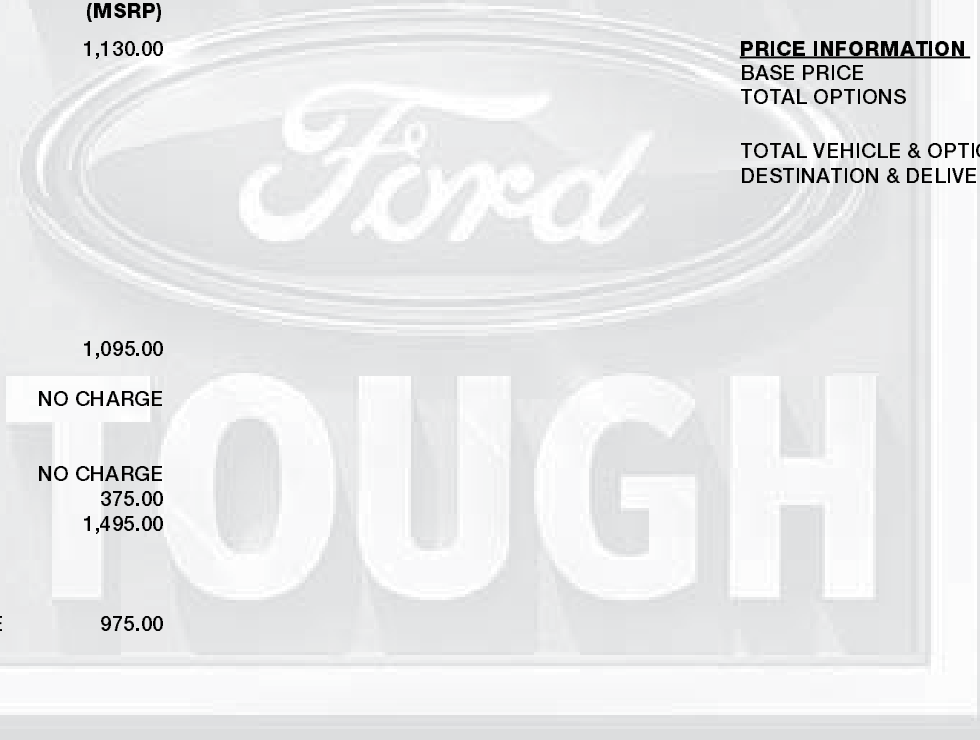 (MSRP)
1,130.00
PRICE INFORMATION
BASE PRICE
TOTAL OPTIONS
TOTAL VEHICLE & OPTIO
DESTINATION & DELIVE
Ford
1,095.00
NO CHARGE
NO CHARGE
375.00
1,495.00
E 975.00
TOUGH